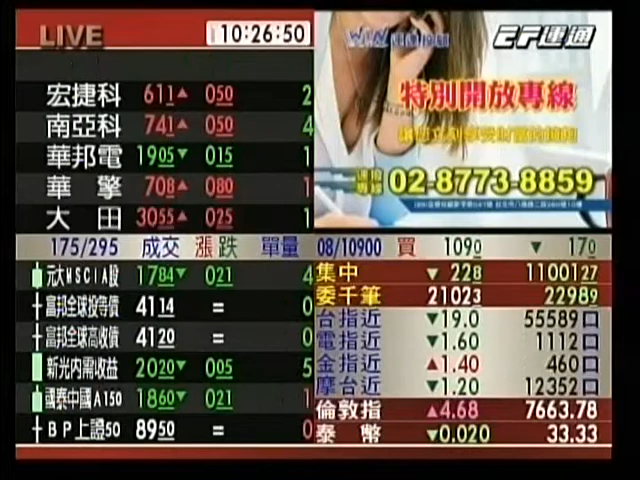 LIVE 10:26:50
宏捷科 611▲ 050 2
南亞科 741▲ 050 4
華邦電 1905▼ 015 1
華擎 708▲ 080 1
大田 3055▲ 025 1
WIN
特別開放專線
02-8773-8859
175/295 成交 漲跌 單量
08/10900 買 1090 ▼ 170
元大MSCIA股 1784▼ 021 4
富邦全球投等債 4114 = 0
富邦全球高收債 4120 = 0
新光內需收益 2020▼ 005 5
國泰中國A150 1860▼ 021 1
BP上證50 8950 = 0
集中 ▼ 228 1100127
委千筆 21023 22989
台指近 ▼19.0 55589口
電指近 ▼1.60 1112口
金指近 ▲1.40 460口
摩台近 ▼1.20 12352口
倫敦指 ▲4.68 7663.78
泰幣 ▼0.020 33.33